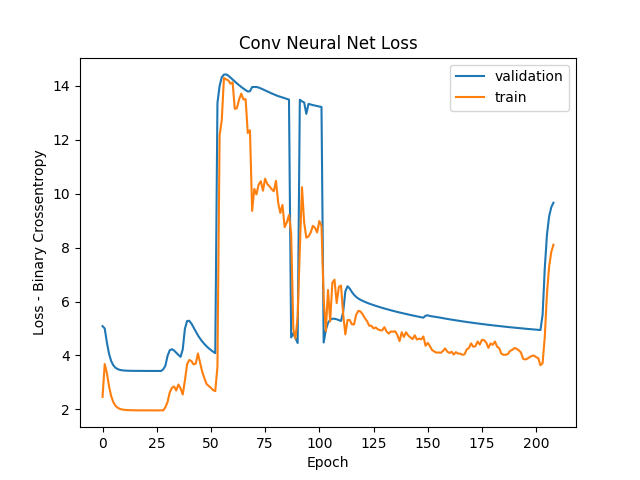 Conv Neural Net Loss
validation
train
Loss - Binary Crossentropy
14
12
10
8
6
4
2
0 25 50 75 100 125 150 175 200
Epoch